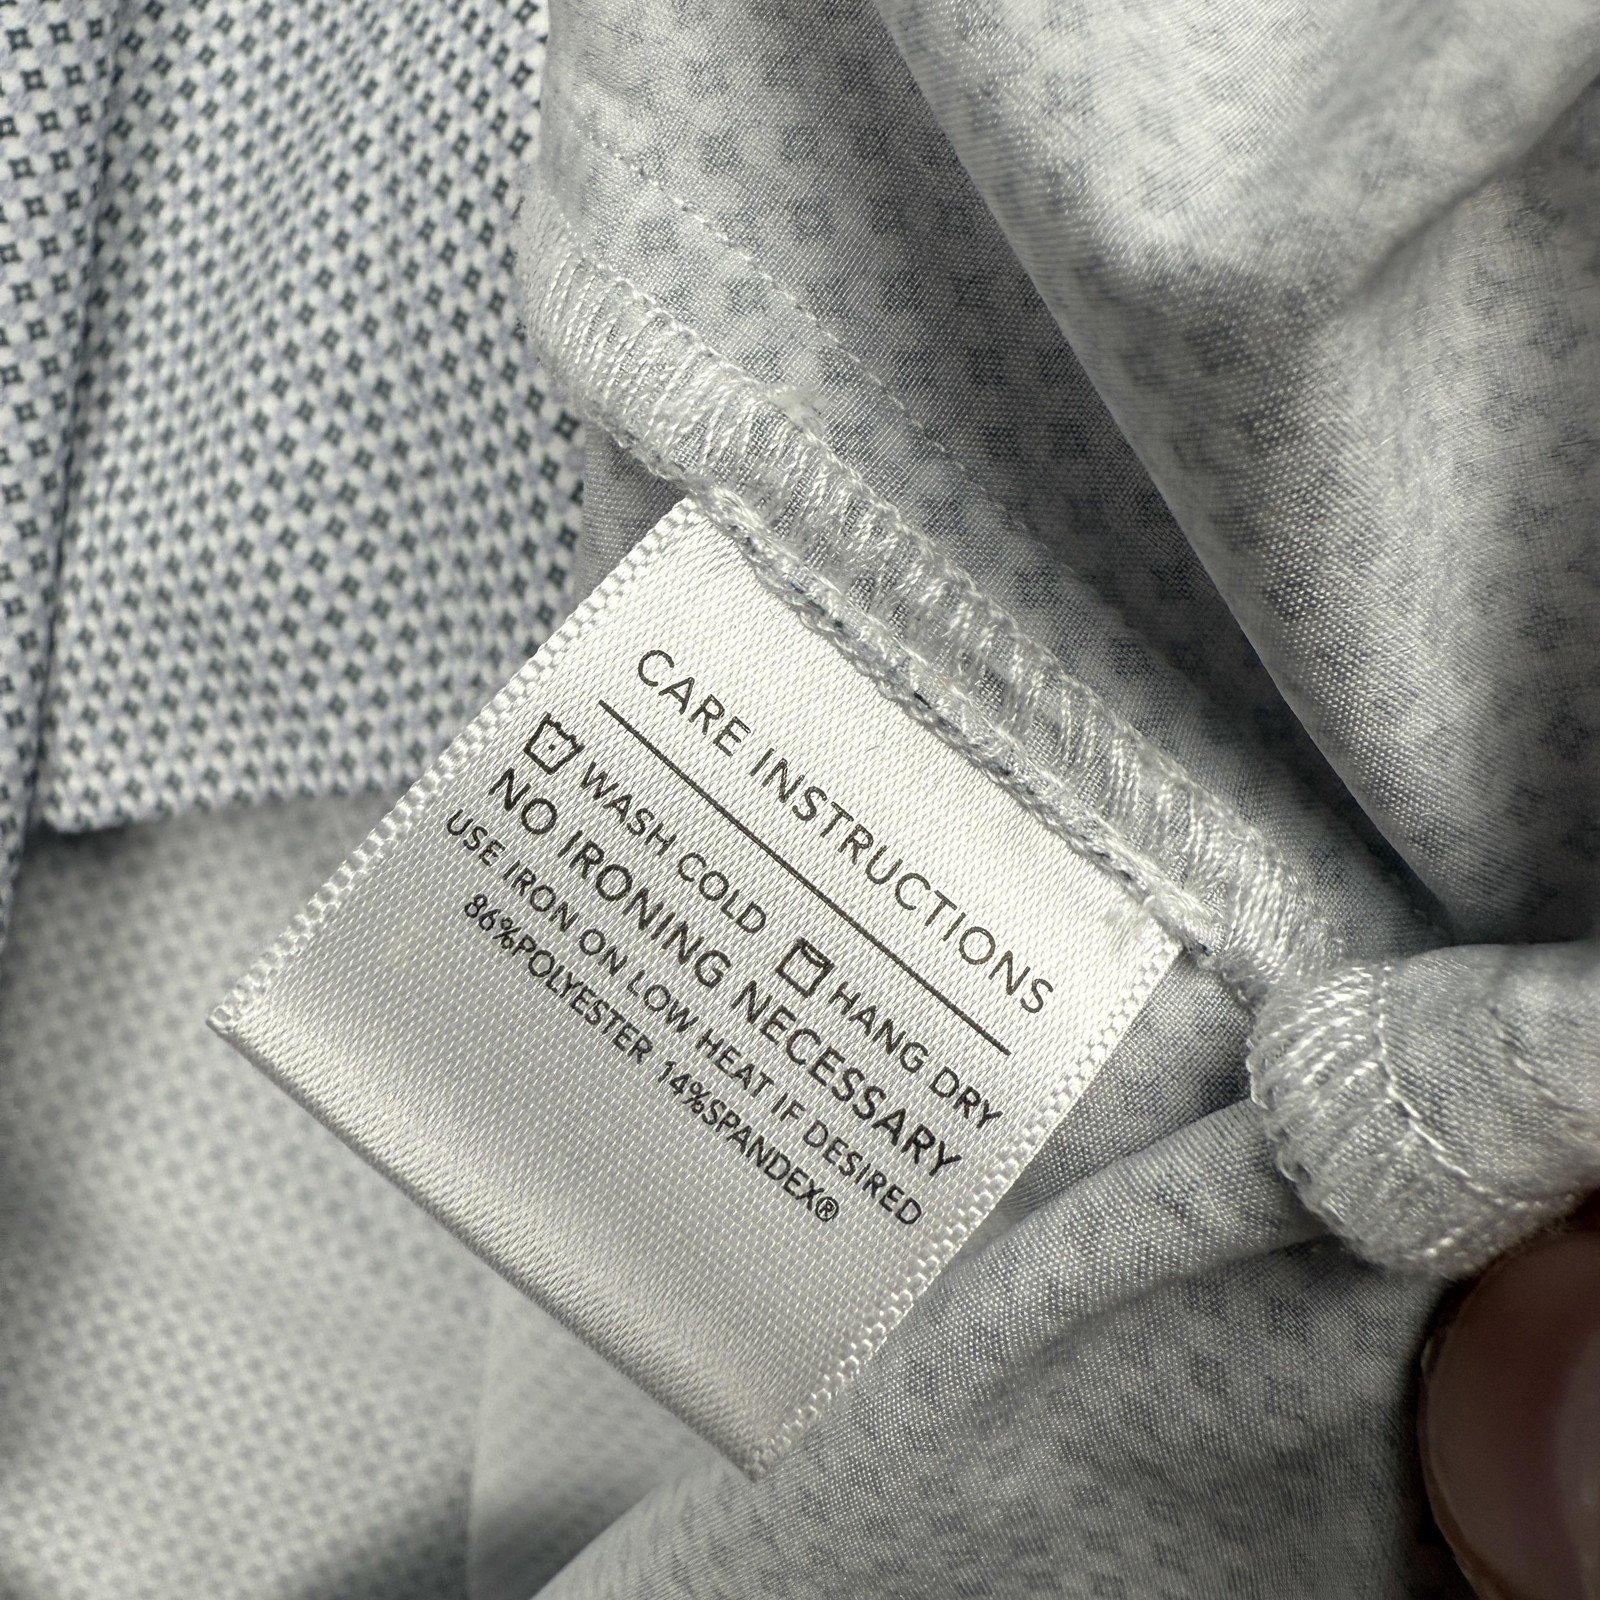 CARE INSTRUCTIONS
WASH COLD HANG DRY
NO IRONING NECESSARY
USE IRON ON LOW HEAT IF DESIRED
86%POLYESTER 14%SPANDEX®